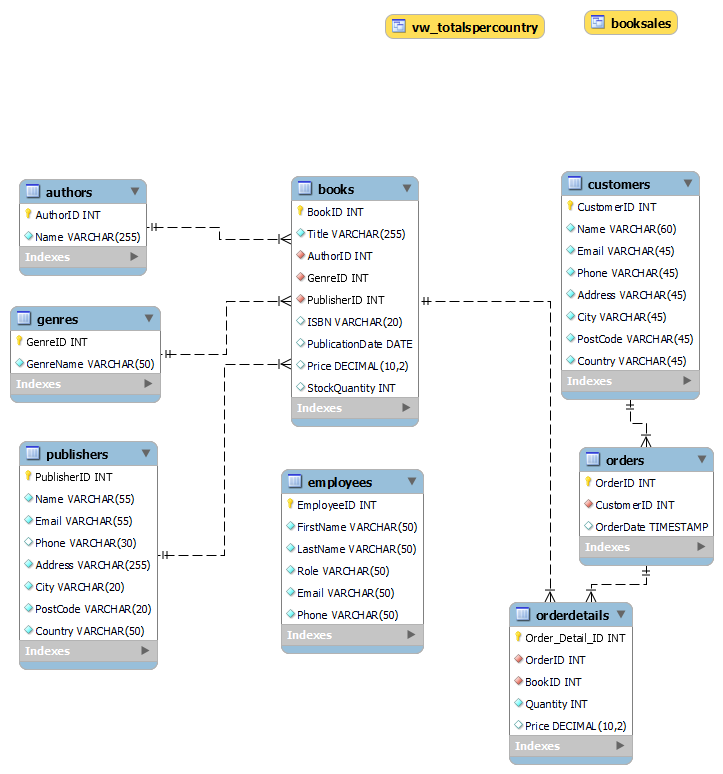 vw_totalspercountry
booksales
authors
AuthorID INT
Name VARCHAR(255)
Indexes
books
BookID INT
Title VARCHAR(255)
AuthorID INT
GenreID INT
PublisherID INT
ISBN VARCHAR(20)
PublicationDate DATE
Price DECIMAL(10,2)
StockQuantity INT
Indexes
customers
CustomerID INT
Name VARCHAR(60)
Email VARCHAR(45)
Phone VARCHAR(45)
Address VARCHAR(45)
City VARCHAR(45)
PostCode VARCHAR(45)
Country VARCHAR(45)
Indexes
genres
GenreID INT
GenreName VARCHAR(50)
Indexes
publishers
PublisherID INT
Name VARCHAR(55)
Email VARCHAR(55)
Phone VARCHAR(30)
Address VARCHAR(255)
City VARCHAR(20)
PostCode VARCHAR(20)
Country VARCHAR(50)
Indexes
employees
EmployeeID INT
FirstName VARCHAR(50)
LastName VARCHAR(50)
Role VARCHAR(50)
Email VARCHAR(50)
Phone VARCHAR(50)
Indexes
orders
OrderID INT
CustomerID INT
OrderDate TIMESTAMP
Indexes
orderdetails
Order_Detail_ID INT
OrderID INT
BookID INT
Quantity INT
Price DECIMAL(10,2)
Indexes